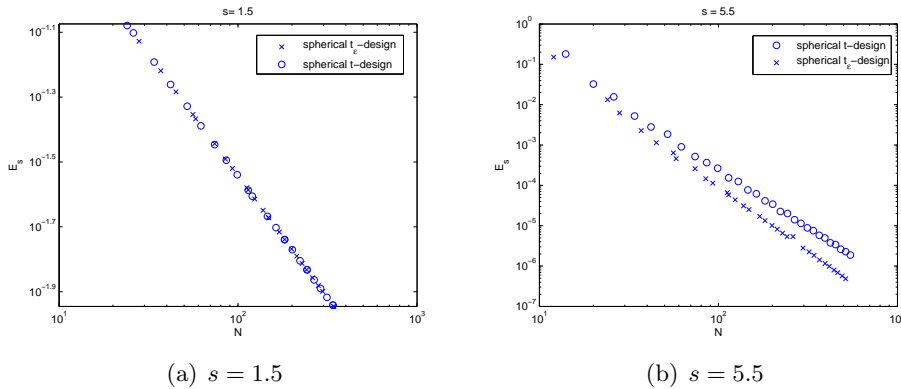 s= 1.5
10^-1.1
10^-1.3
10^-1.5
10^-1.7
10^-1.9
E_s
spherical t_ε-design
spherical t-design
10^1
10^2
10^3
N
(a) s = 1.5
s= 5.5
10^0
10^-1
10^-2
10^-3
10^-4
10^-5
10^-6
10^-7
E_s
spherical t-design
spherical t_ε-design
10^1
10^2
10
N
(b) s = 5.5